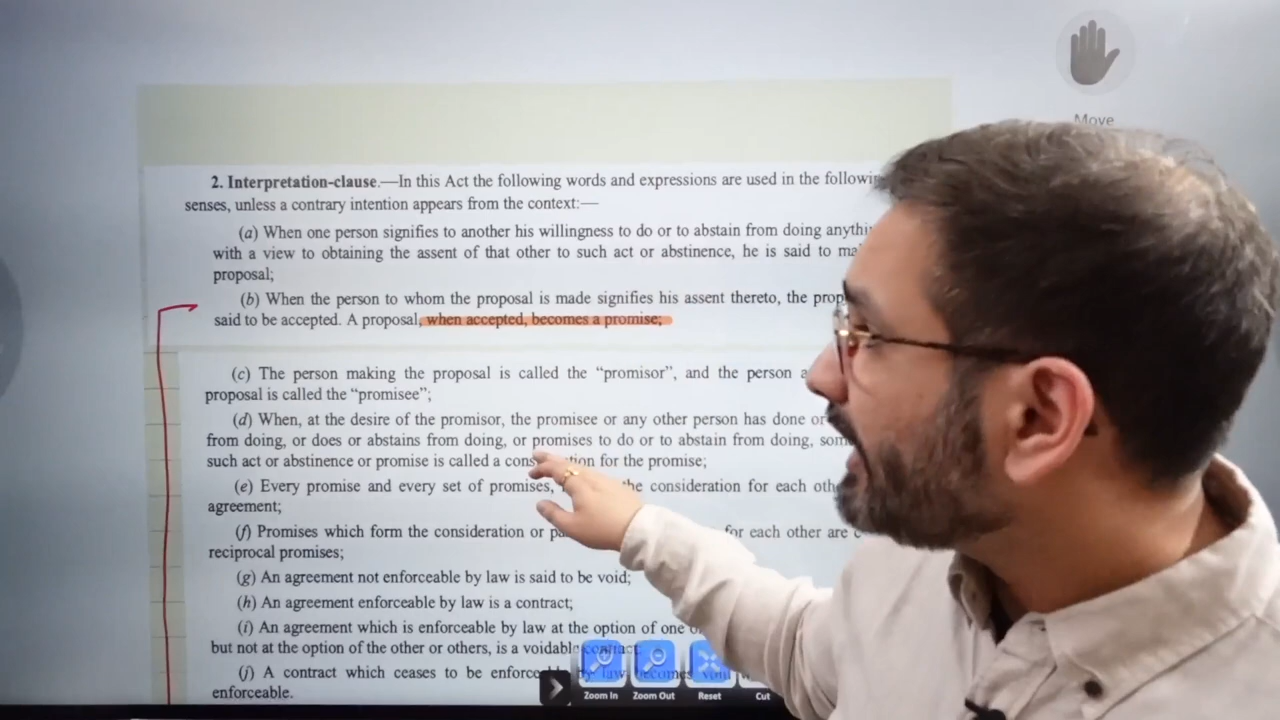 Move
2. Interpretation-clause.—In this Act the following words and expressions are used in the
senses, unless a contrary intention appears from the context:—
(a) When one person signifies to another his willingness to do or to abstain from doing
with a view to obtaining the assent of that other to such act or abstinence, he is said to
proposal;
(b) When the person to whom the proposal is made signifies his assent thereto, the
said to be accepted. A proposal, when accepted, becomes a promise;
(c) The person making the proposal is called the “promisor”, and the person
proposal is called the “promisee”;
(d) When, at the desire of the promisor, the promisee or any other person has done or
from doing, or does or abstains from doing, or promises to do or to abstain from doing,
such act or abstinence or promise is called a for the promise;
(e) Every promise and every set of promises, the consideration for each
agreement;
(f) Promises which form the consideration or for each other are
reciprocal promises;
(g) An agreement not enforceable by law is said to be void;
(h) An agreement enforceable by law is a contract;
(i) An agreement which is enforceable by law at the option of one
but not at the option of the other or others, is a voidable contract;
(j) A contract which ceases to be by law becomes void
enforceable.
Zoom In
Zoom Out
Reset
Cut